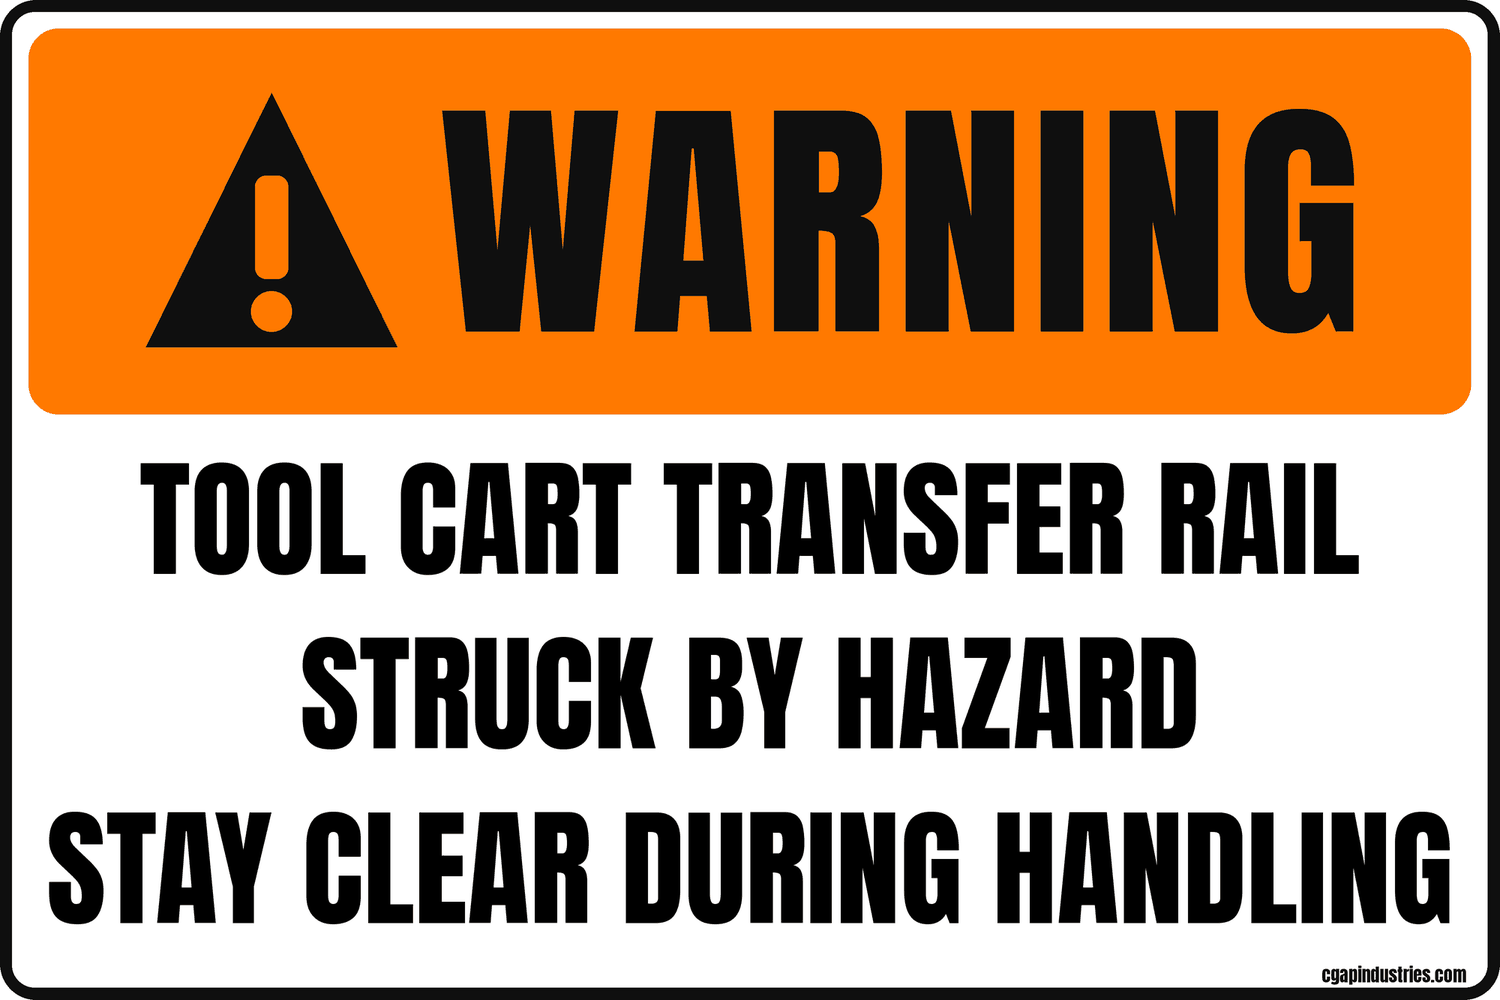 WARNING
TOOL CART TRANSFER RAIL
STRUCK BY HAZARD
STAY CLEAR DURING HANDLING
cgapindustries.com